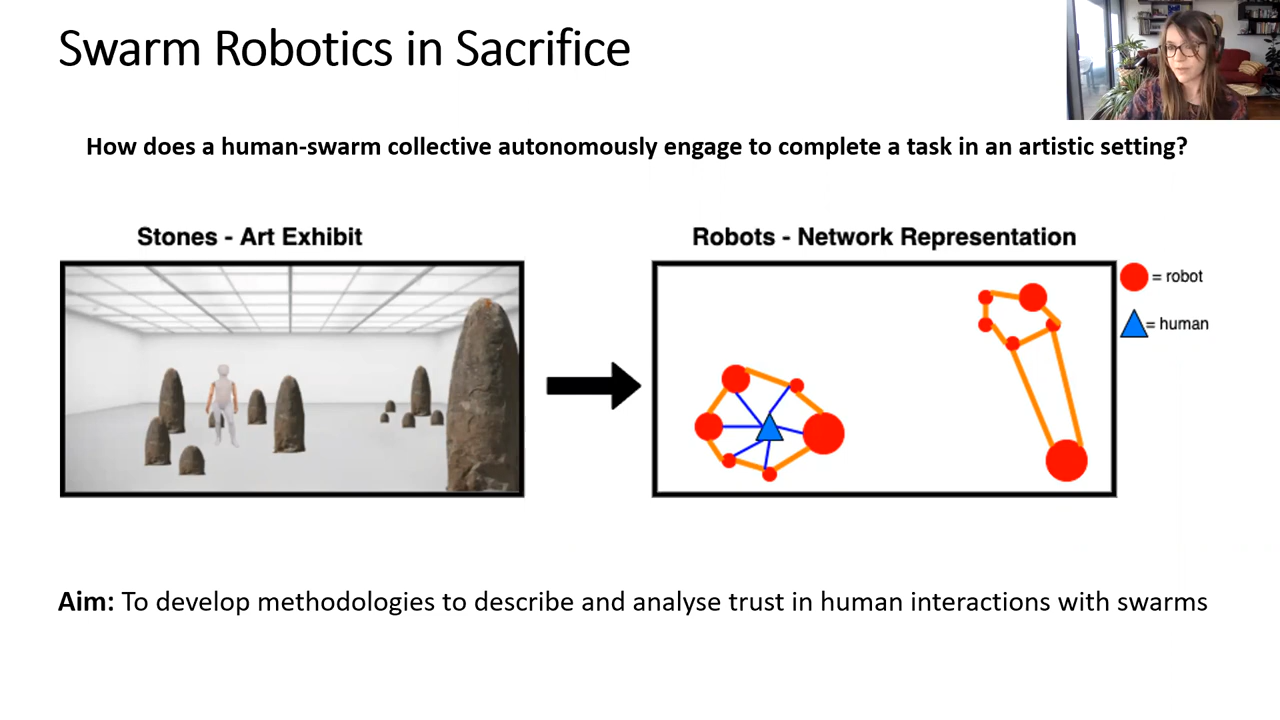 Swarm Robotics in Sacrifice
How does a human-swarm collective autonomously engage to complete a task in an artistic setting?
Stones - Art Exhibit
Robots - Network Representation
= robot
= human
Aim: To develop methodologies to describe and analyse trust in human interactions with swarms